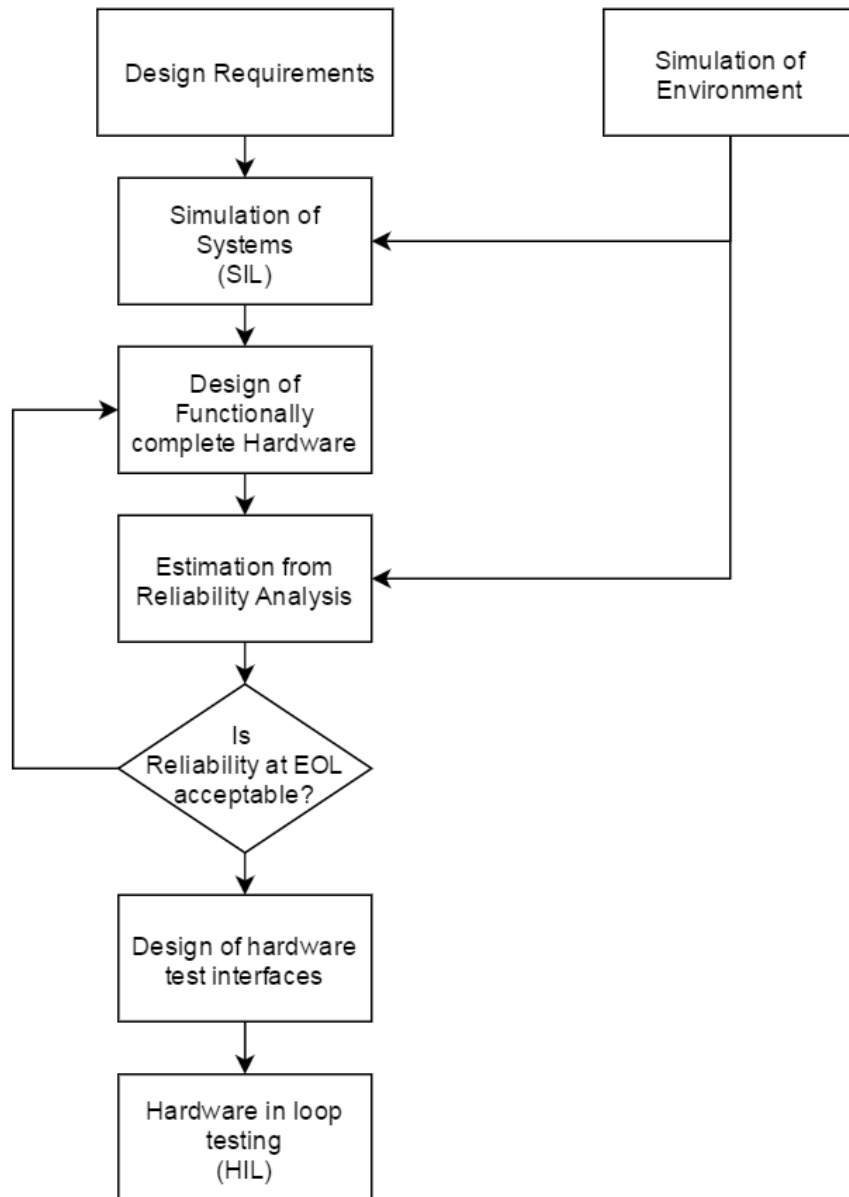 Design Requirements
Simulation of
Environment
Simulation of
Systems
(SIL)
Design of
Functionally
complete Hardware
Estimation from
Reliability Analysis
Is
Reliability at EOL
acceptable?
Design of hardware
test interfaces
Hardware in loop
testing
(HIL)